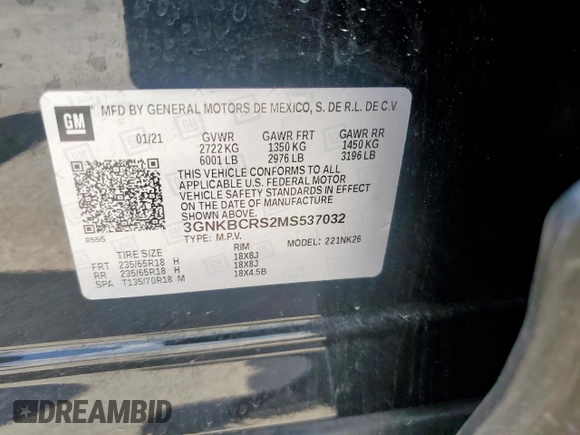 GM
MFD BY GENERAL MOTORS DE MEXICO, S. DE R.L. DE C.V
01/21 GVWR GAWR FRT GAWR RR
2722 KG 1350 KG 1450 KG
6001 LB 2976 LB 3196 LB
THIS VEHICLE CONFORMS TO ALL
APPLICABLE U.S. FEDERAL MOTOR
VEHICLE SAFETY STANDARDS IN EFFECT
ON THE DATE OF MANUFACTURE
SHOWN ABOVE.
3GNKBCRS2MS537032
8555 TYPE: M.P.V. MODEL: 221NK26
TIRE SIZE RIM
FRT 235/65R18 H 18X8J
RR 235/65R18 H 18X8J
SPA T135/70R18 M 18X4.5B
DREAMBID